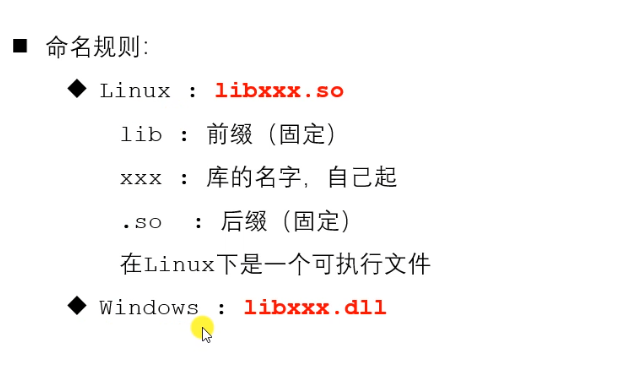 ■ 命名规则:
◆ Linux : libxxx.so
lib : 前缀（固定）
xxx : 库的名字，自己起
.so : 后缀（固定）
在Linux下是一个可执行文件
◆ Windows : libxxx.dll